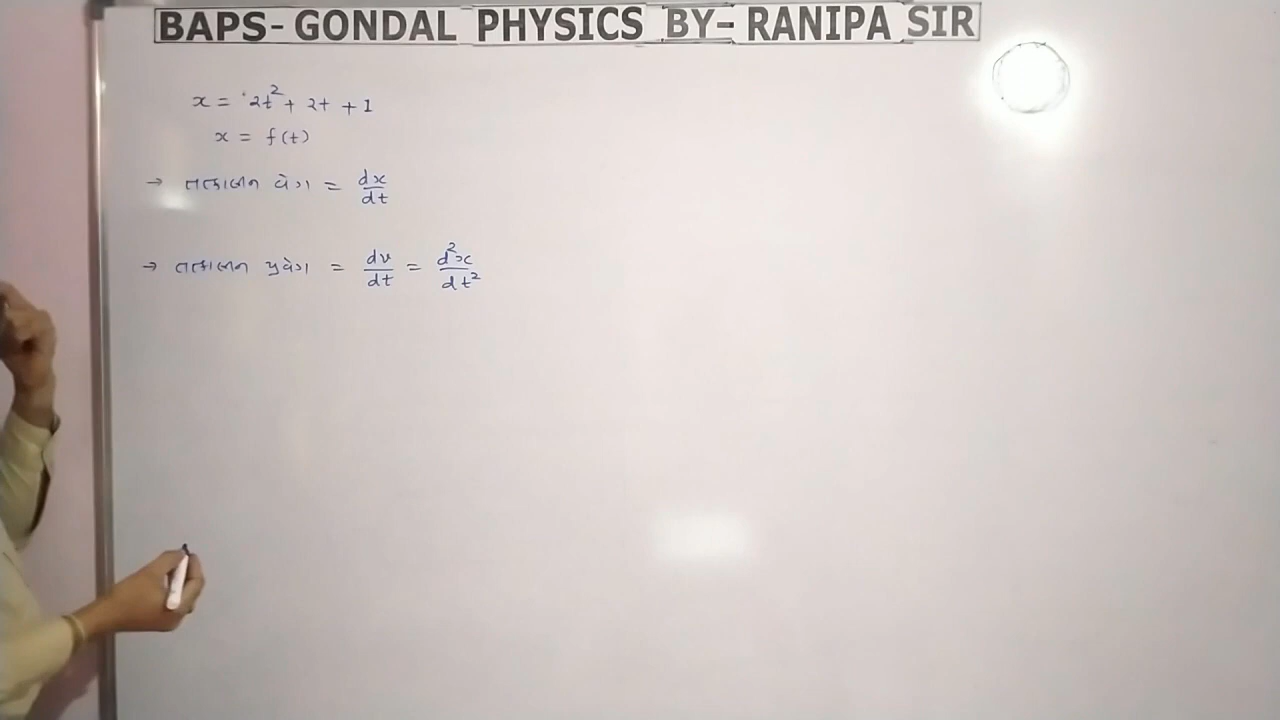 BAPS-GONDAL PHYSICS BY-RANIPA SIR
x = 2t² + 2t + 1
x = f(t)
→ તત્કાલીન વેગ = dx/dt
→ તત્કાલીન પ્રવેગ = dv/dt = d²x/dt²